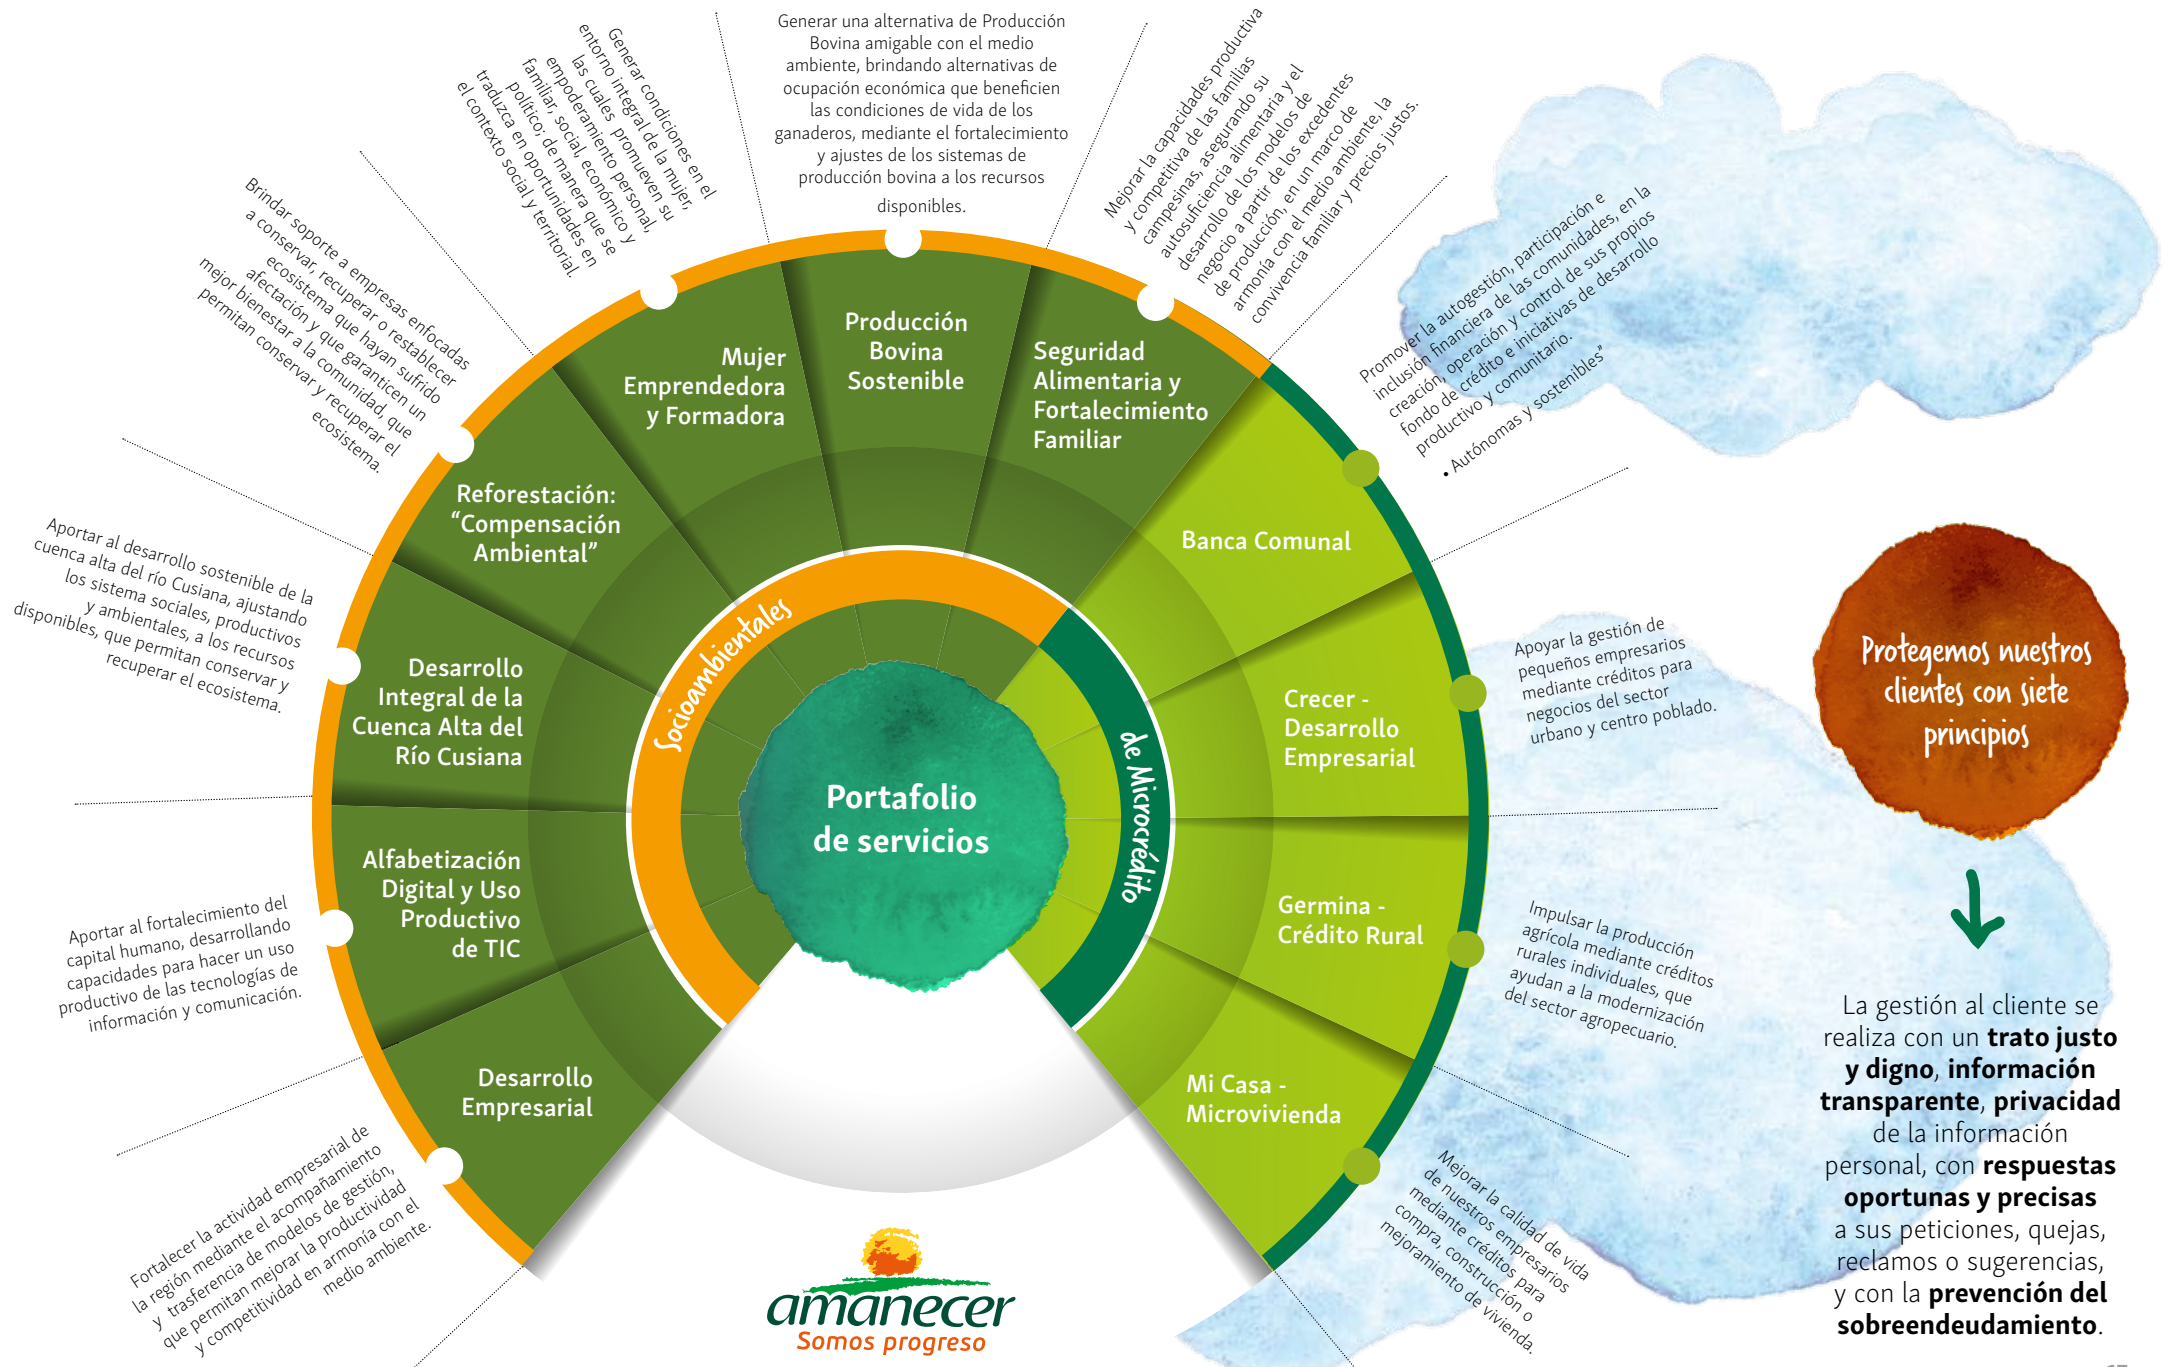 Generar una alternativa de Producción
Bovina amigable con el medio
ambiente, brindando alternativas de
ocupación económica que beneficien
las condiciones de vida de los
ganaderos, mediante el fortalecimiento
y ajustes de los sistemas de
producción bovina a los recursos
disponibles.
Generar condiciones en el
entorno integral de la mujer,
las cuales promueven su
empoderamiento personal,
familiar, social, económico y
político; de manera que se
traduzca en oportunidades en
el contexto social y territorial.
Brindar soporte a empresas enfocadas
a conservar, recuperar o restablecer
ecosistema que hayan sufrido
afectación y que garanticen un
mejor bienestar a la comunidad, que
permitan conservar y recuperar el
ecosistema.
Aportar al desarrollo sostenible de la
cuenca alta del río Cusiana, ajustando
los sistema sociales, productivos
y ambientales, a los recursos
disponibles, que permitan conservar y
recuperar el ecosistema.
Aportar al fortalecimiento del
capital humano, desarrollando
capacidades para hacer un uso
productivo de las tecnologías de
información y comunicación.
Fortalecer la actividad empresarial de
la región mediante el acompañamiento
y trasferencia de modelos de gestión,
que permitan mejorar la productividad
y competitividad en armonía con el
medio ambiente.
Mejorar la capacidades productiva
y competitiva de las familias
campesinas, asegurando su
autosuficiencia alimentaria y el
desarrollo de los modelos de
negocio a partir de los excedentes
de producción, en un marco de
armonía con el medio ambiente, la
convivencia familiar y precios justos.
Promover la autogestión, participación e
inclusión financiera de las comunidades, en la
creación, operación y control de sus propios
fondo de crédito e iniciativas de desarrollo
productivo y comunitario.
• Autónomas y sostenibles”
Apoyar la gestión de
pequeños empresarios
mediante créditos para
negocios del sector
urbano y centro poblado.
Impulsar la producción
agrícola mediante créditos
rurales individuales, que
ayudan a la modernización
del sector agropecuario.
Mejorar la calidad de vida
de nuestros empresarios
mediante créditos para
compra, construcción o
mejoramiento de vivienda.
Producción
Bovina
Sostenible
Mujer
Emprendedora
y Formadora
Seguridad
Alimentaria y
Fortalecimiento
Familiar
Reforestación:
“Compensación
Ambiental”
Banca Comunal
Desarrollo
Integral de la
Cuenca Alta del
Río Cusiana
Crecer -
Desarrollo
Empresarial
Alfabetización
Digital y Uso
Productivo
de TIC
Germina -
Crédito Rural
Desarrollo
Empresarial
Mi Casa -
Microvivienda
Socioambientales
de Microcrédito
Portafolio
de servicios
amanecer
Somos progreso
Protegemos nuestros
clientes con siete
principios
La gestión al cliente se
realiza con un trato justo
y digno, información
transparente, privacidad
de la información
personal, con respuestas
oportunas y precisas
a sus peticiones, quejas,
reclamos o sugerencias,
y con la prevención del
sobreendeudamiento.